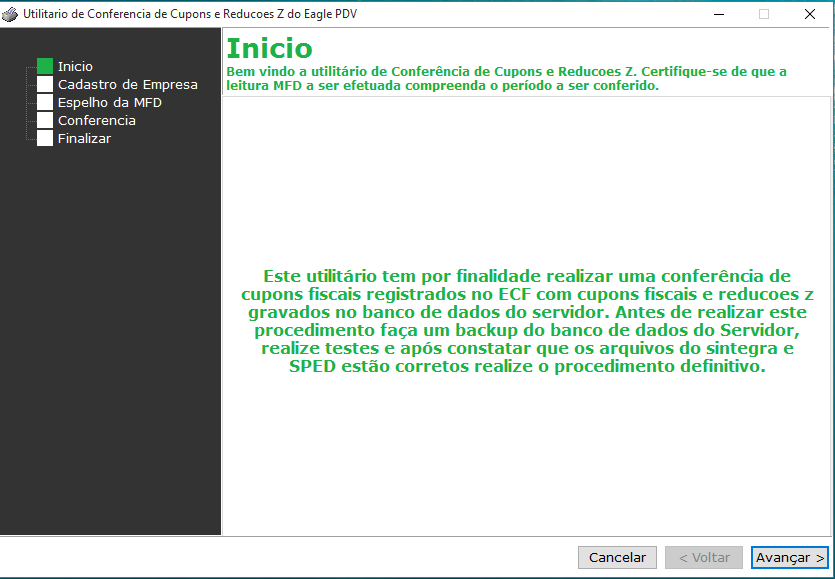 Utilitario de Conferencia de Cupons e Reducoes Z do Eagle PDV
Inicio
Cadastro de Empresa
Espelho da MFD
Conferencia
Finalizar
Inicio
Bem vindo a utilitário de Conferência de Cupons e Reducoes Z. Certifique-se de que a
leitura MFD a ser efetuada compreenda o período a ser conferido.
Este utilitário tem por finalidade realizar uma conferência de
cupons fiscais registrados no ECF com cupons fiscais e reducoes z
gravados no banco de dados do servidor. Antes de realizar este
procedimento faça um backup do banco de dados do Servidor,
realize testes e após constatar que os arquivos do sintegra e
SPED estão corretos realize o procedimento definitivo.
Cancelar
< Voltar
Avançar >